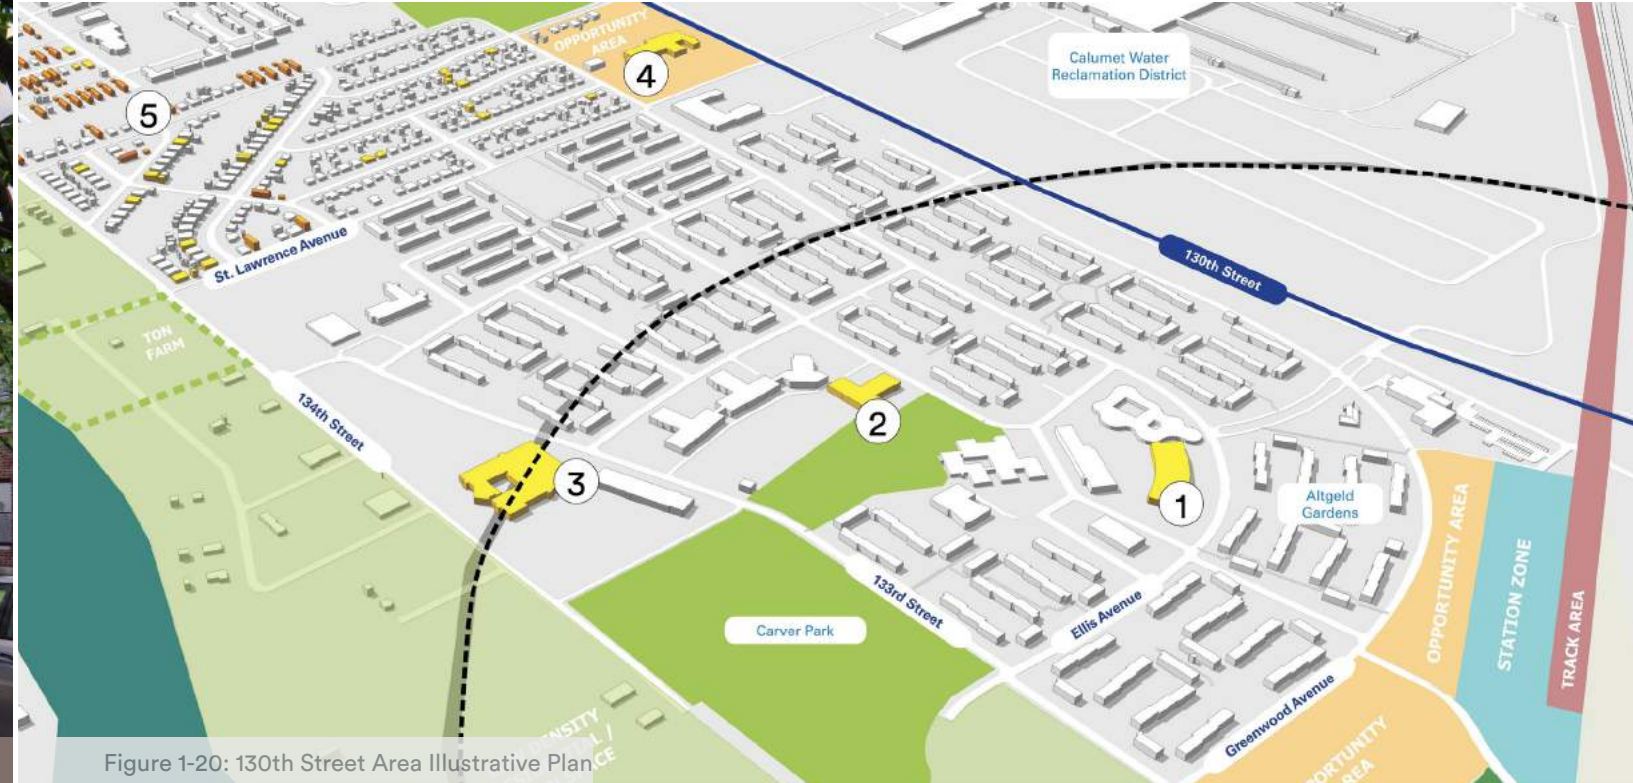 OPPORTUNITY
AREA
4
Calumet Water
Reclamation District
5
St. Lawrence Avenue
130th Street
TON
FARM
134th Street
2
3
1
Altgeld
Gardens
OPPORTUNITY AREA
STATION ZONE
TRACK AREA
133rd Street
Ellis Avenue
Carver Park
Greenwood Avenue
DENSITY
Figure 1-20: 130th Street Area Illustrative Plan